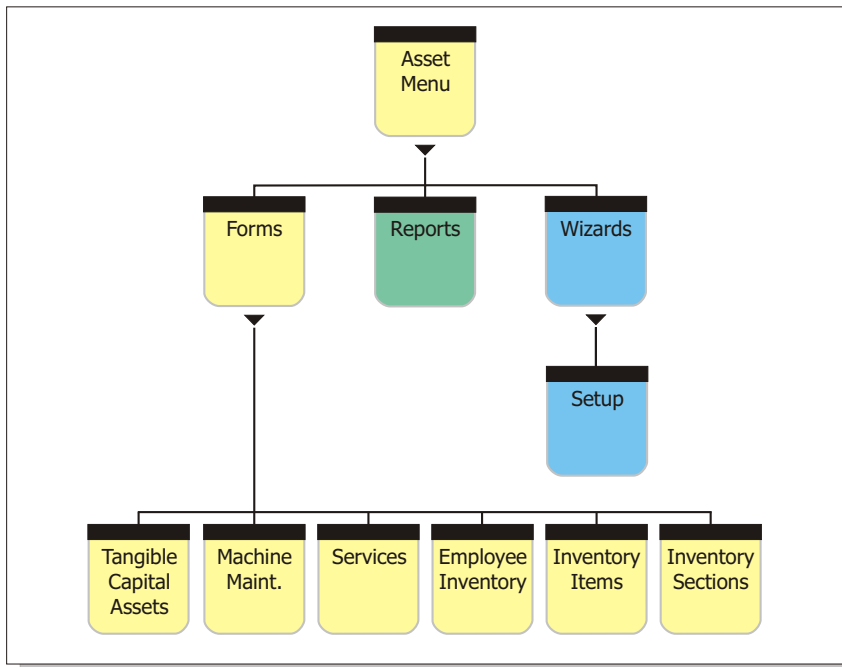 Asset
Menu
Forms
Reports
Wizards
Setup
Tangible
Capital
Assets
Machine
Maint.
Services
Employee
Inventory
Inventory
Items
Inventory
Sections